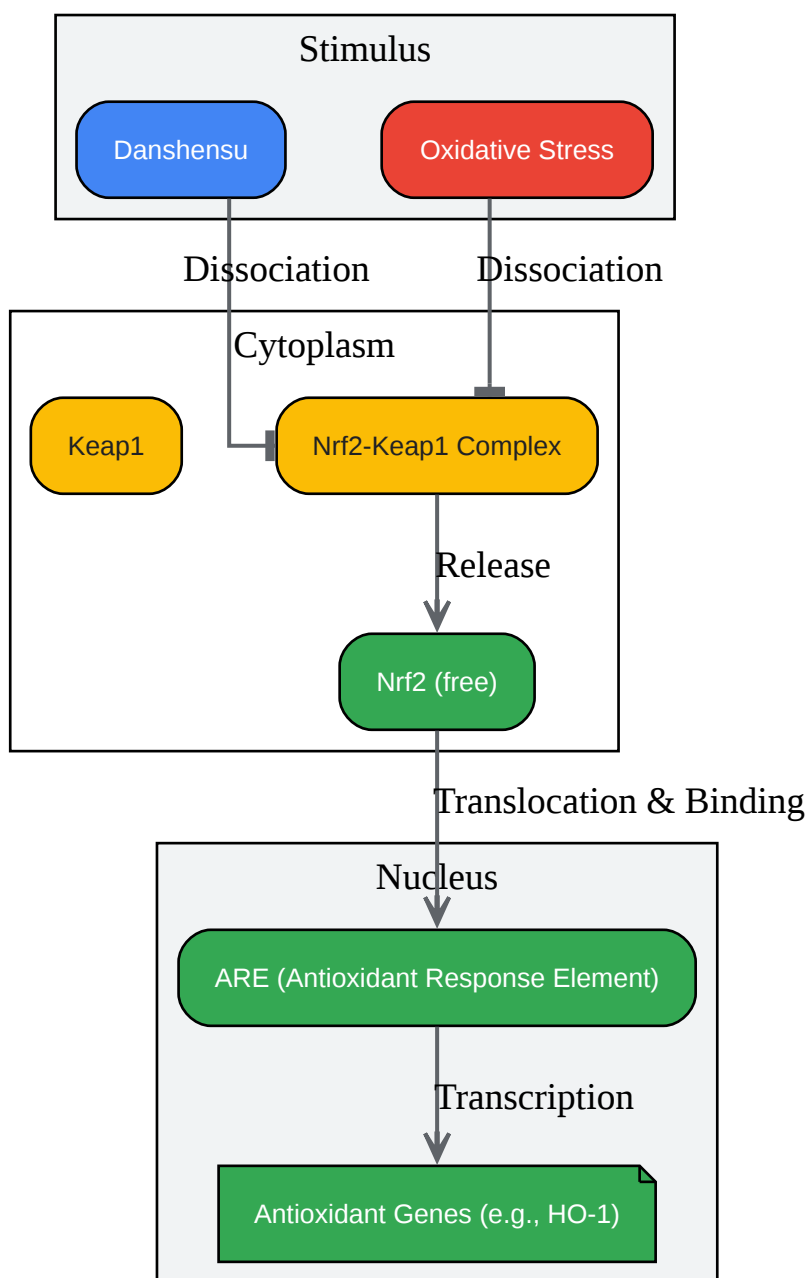 Stimulus
Danshensu
Oxidative Stress
Dissociation
Dissociation
Cytoplasm
Keap1
Nrf2-Keap1 Complex
Release
Nrf2 (free)
Translocation & Binding
Nucleus
ARE (Antioxidant Response Element)
Transcription
Antioxidant Genes (e.g., HO-1)